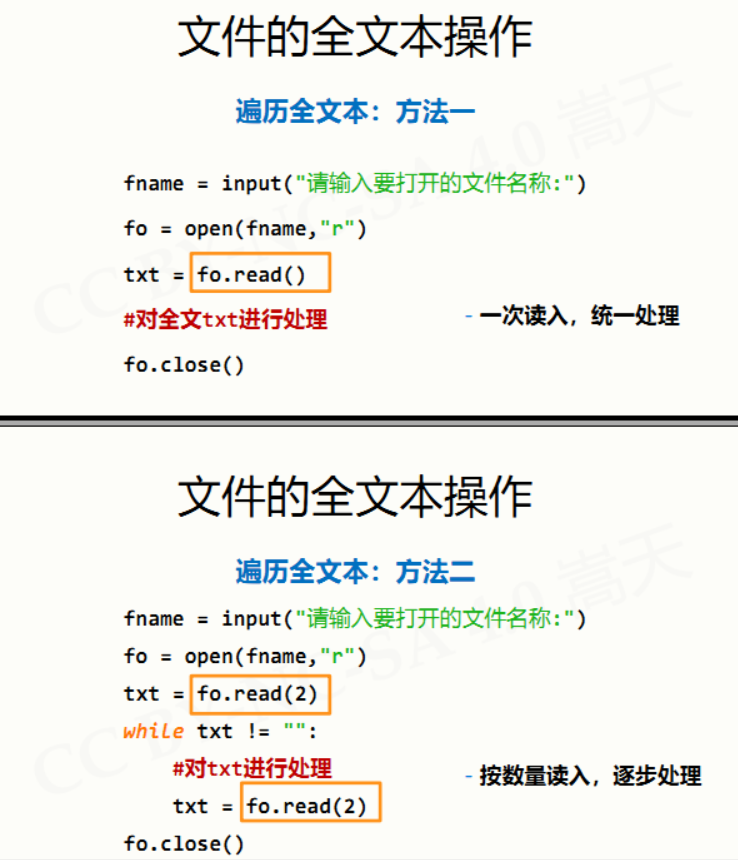 文件的全文本操作
遍历全文本：方法一
fname = input("请输入要打开的文件名称:")
fo = open(fname,"r")
txt = fo.read()
#对全文txt进行处理
- 一次读入，统一处理
fo.close()
CC BY-NC-SA 4.0 嵩天
文件的全文本操作
遍历全文本：方法二
fname = input("请输入要打开的文件名称:")
fo = open(fname,"r")
txt = fo.read(2)
while txt != "":
#对txt进行处理
- 按数量读入，逐步处理
txt = fo.read(2)
fo.close()
CC BY-NC-SA 4.0 嵩天